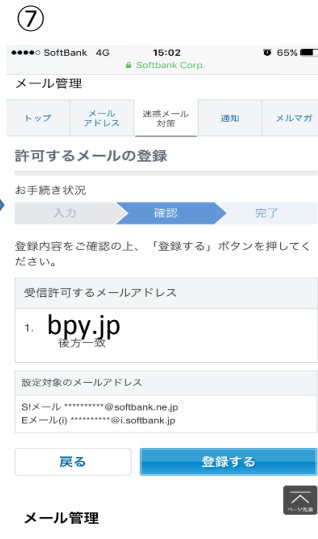 ⑦
SoftBank 4G 15:02 65%
Softbank Corp.
メール管理
トップ メールアドレス 迷惑メール対策 通知 メルマガ
許可するメールの登録
お手続き状況
入力 確認 完了
登録内容をご確認の上、「登録する」ボタンを押してく
ださい。
受信許可するメールアドレス
1. bpy.jp
後方一致
設定対象のメールアドレス
S!メール **********@softbank.ne.jp
Eメール(i) **********@i.softbank.jp
戻る 登録する
ページ先頭
メール管理